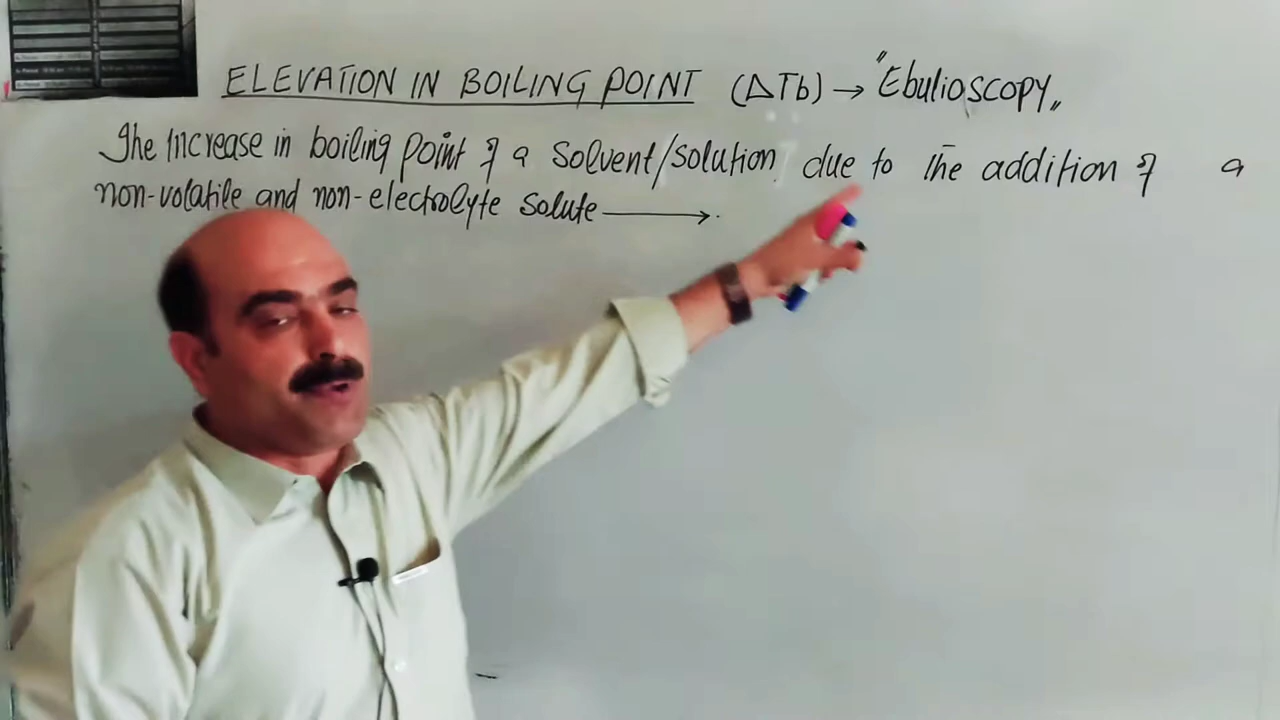 ELEVATION IN BOILING POINT (ΔTb) → "Ebulioscopy"
The Increase in boiling point of a solvent/solution due to the addition of a
non-volatile and non-electrolyte solute →